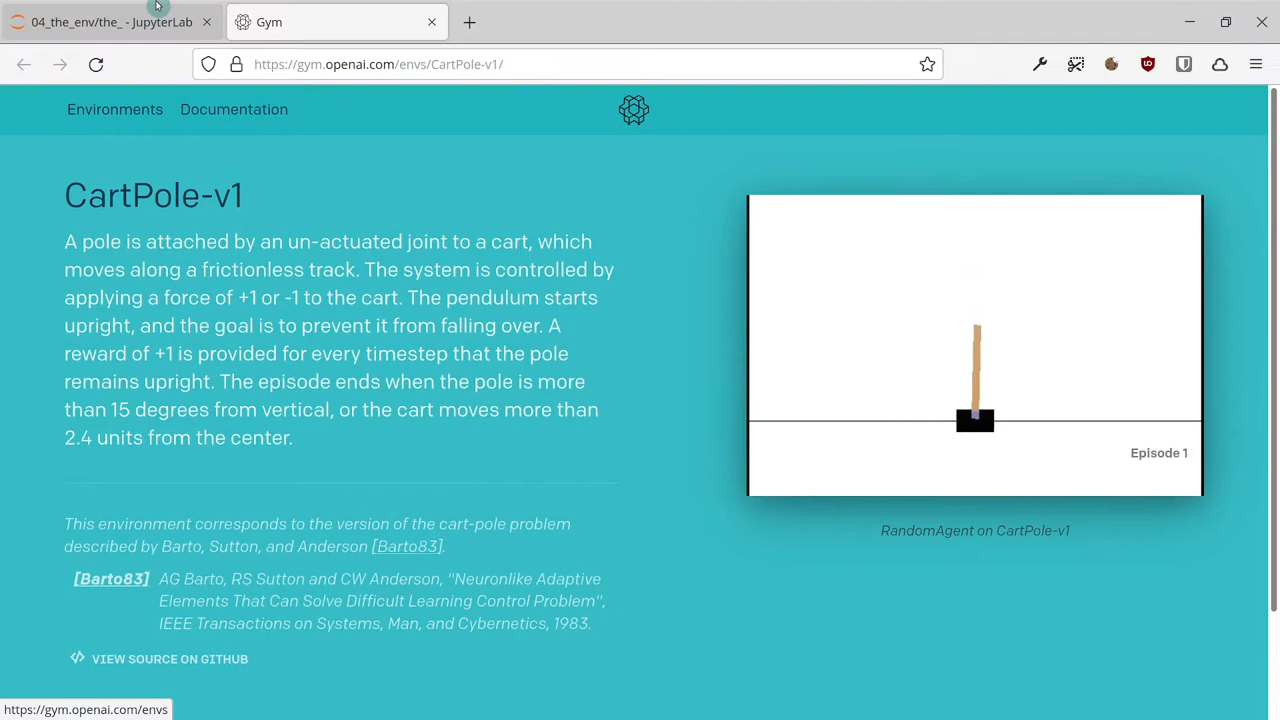 04_the_env/the_ - JupyterLab
Gym
https://gym.openai.com/envs/CartPole-v1/
Environments
Documentation
CartPole-v1
A pole is attached by an un-actuated joint to a cart, which
moves along a frictionless track. The system is controlled by
applying a force of +1 or -1 to the cart. The pendulum starts
upright, and the goal is to prevent it from falling over. A
reward of +1 is provided for every timestep that the pole
remains upright. The episode ends when the pole is more
than 15 degrees from vertical, or the cart moves more than
2.4 units from the center.
Episode 1
RandomAgent on CartPole-v1
This environment corresponds to the version of the cart-pole problem
described by Barto, Sutton, and Anderson [Barto83].
[Barto83] AG Barto, RS Sutton and CW Anderson, "Neuronlike Adaptive
Elements That Can Solve Difficult Learning Control Problem",
IEEE Transactions on Systems, Man, and Cybernetics, 1983.
VIEW SOURCE ON GITHUB
https://gym.openai.com/envs